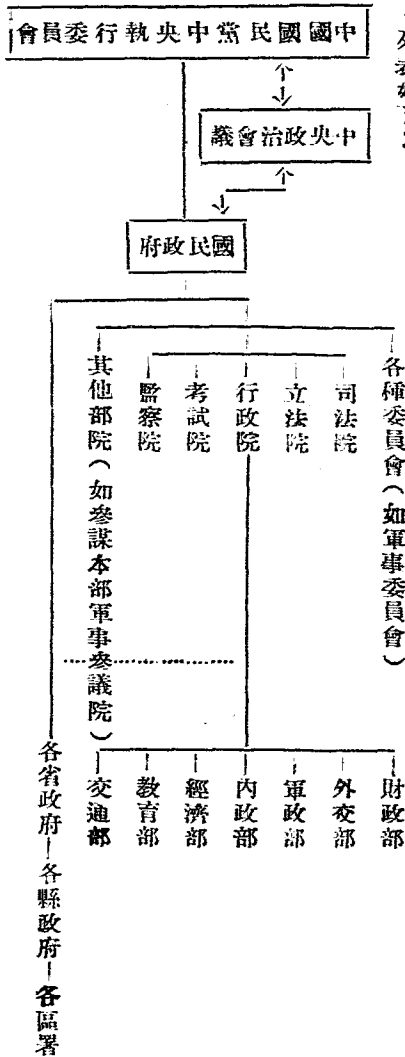 中國國民黨中央執行委員會
中央政治會議
國民政府
各種委員會(如軍事委員會)
司法院
立法院
行政院
考試院
監察院
其他部院(如參謀本部軍事參議院)
財政部
外交部
軍政部
內政部
經濟部
教育部
交通部
各省政府—各縣政府—各區署